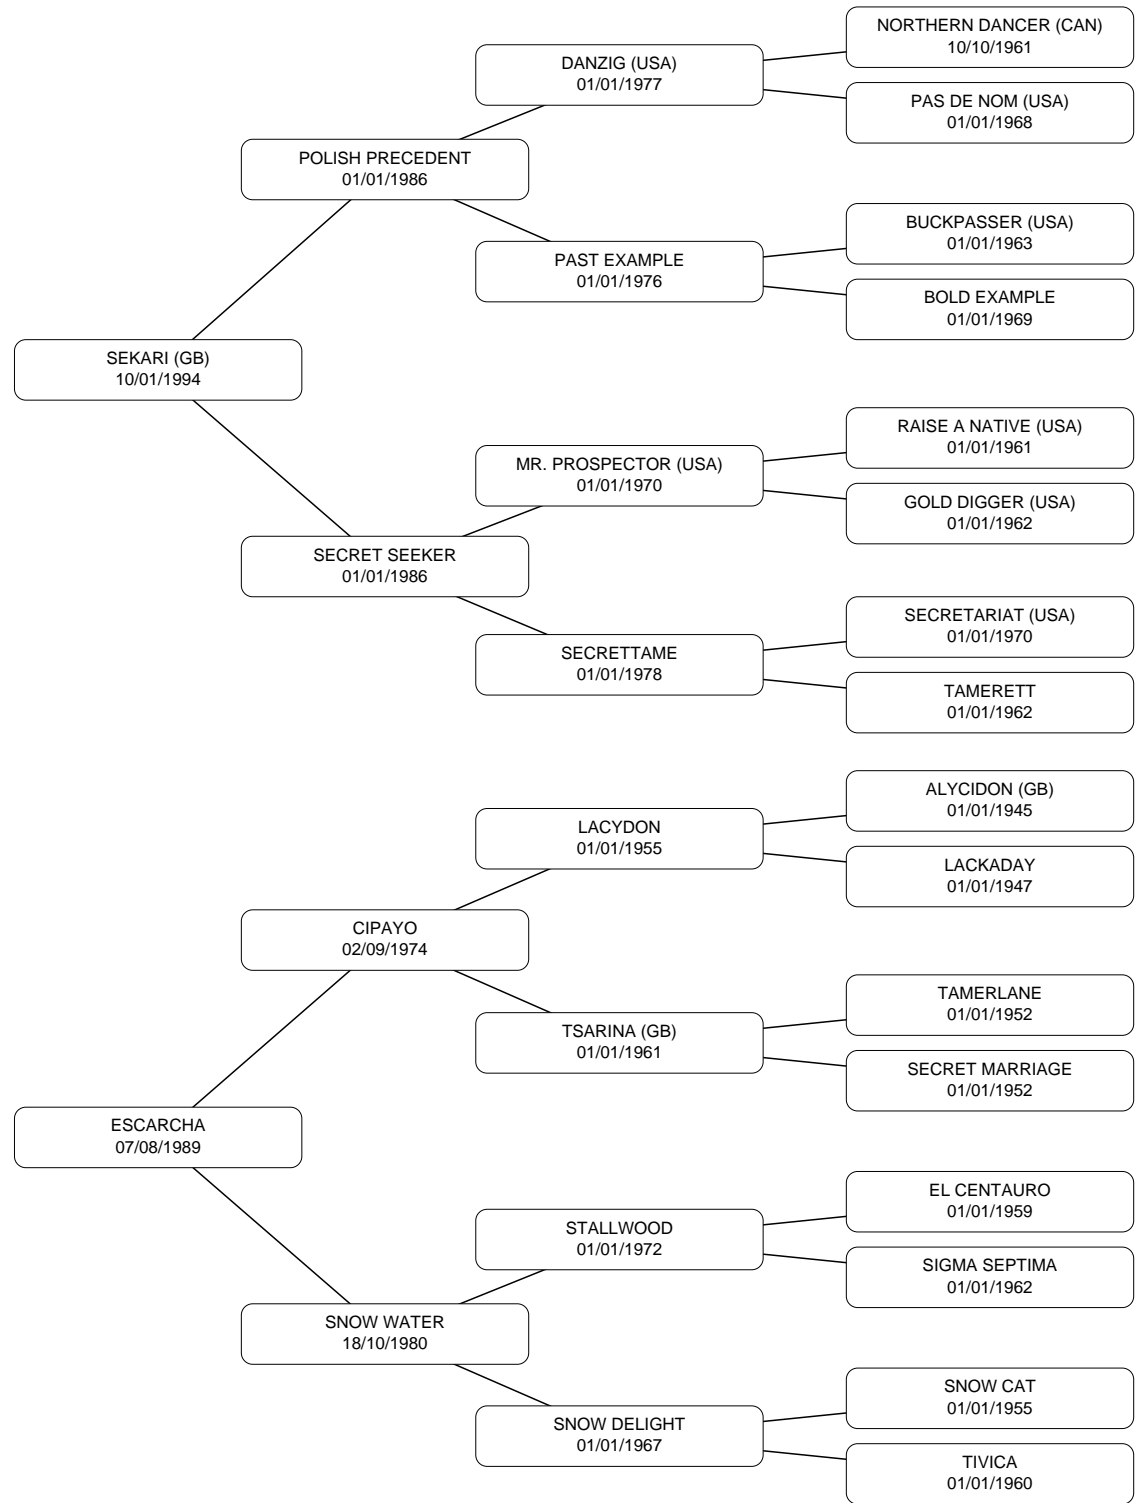 NORTHERN DANCER (CAN)
10/10/1961
DANZIG (USA)
01/01/1977
PAS DE NOM (USA)
01/01/1968
POLISH PRECEDENT
01/01/1986
BUCKPASSER (USA)
01/01/1963
PAST EXAMPLE
01/01/1976
BOLD EXAMPLE
01/01/1969
SEKARI (GB)
10/01/1994
RAISE A NATIVE (USA)
01/01/1961
MR. PROSPECTOR (USA)
01/01/1970
GOLD DIGGER (USA)
01/01/1962
SECRET SEEKER
01/01/1986
SECRETARIAT (USA)
01/01/1970
SECRETTAME
01/01/1978
TAMERETT
01/01/1962
ALYCIDON (GB)
01/01/1945
LACYDON
01/01/1955
LACKADAY
01/01/1947
CIPAYO
02/09/1974
TAMERLANE
01/01/1952
TSARINA (GB)
01/01/1961
SECRET MARRIAGE
01/01/1952
ESCARCHA
07/08/1989
EL CENTAURO
01/01/1959
STALLWOOD
01/01/1972
SIGMA SEPTIMA
01/01/1962
SNOW WATER
18/10/1980
SNOW CAT
01/01/1955
SNOW DELIGHT
01/01/1967
TIVICA
01/01/1960